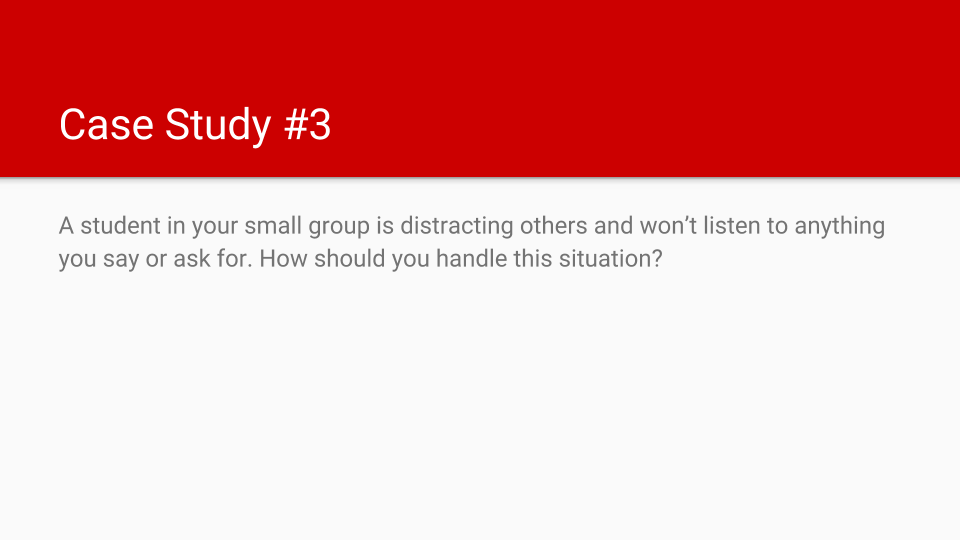 Case Study #3
A student in your small group is distracting others and won’t listen to anything
you say or ask for. How should you handle this situation?